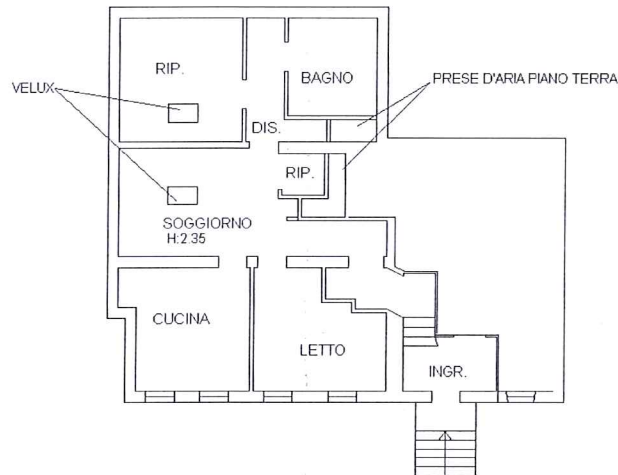 RIP.
BAGNO
PRESE D'ARIA PIANO TERRA
VELUX
DIS.
RIP.
SOGGIORNO
H:2.35
CUCINA
LETTO
INGR.